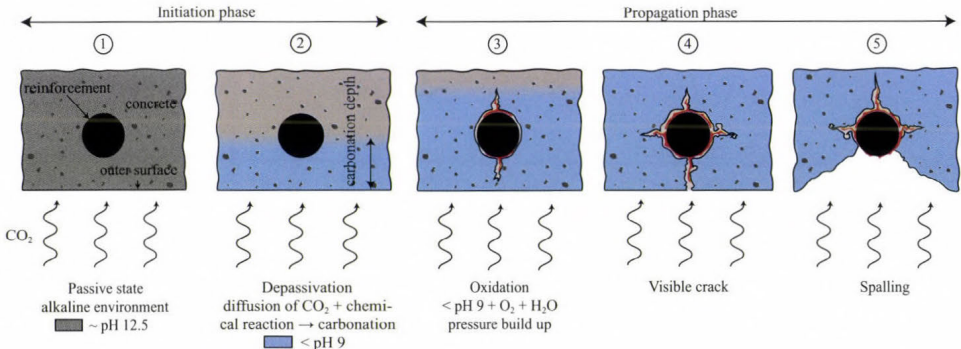 Initiation phase
Propagation phase
1
2
3
4
5
reinforcement
concrete
outer surface
carbonation depth
CO₂
Passive state
alkaline environment
~ pH 12.5
Depassivation
diffusion of CO₂ + chemi-
cal reaction → carbonation
< pH 9
Oxidation
< pH 9 + O₂ + H₂O
pressure build up
Visible crack
Spalling